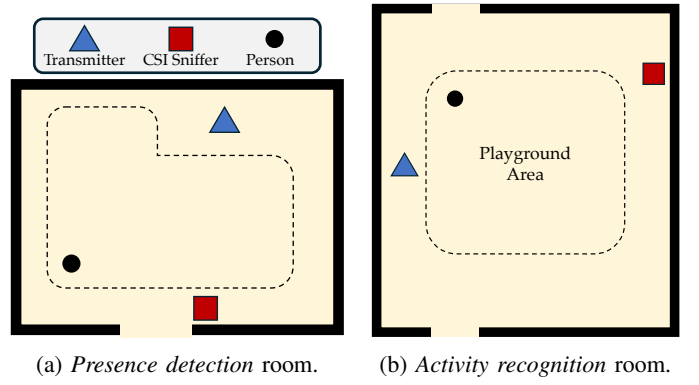 Transmitter CSI Sniffer Person
Playground
Area
(a) Presence detection room.
(b) Activity recognition room.